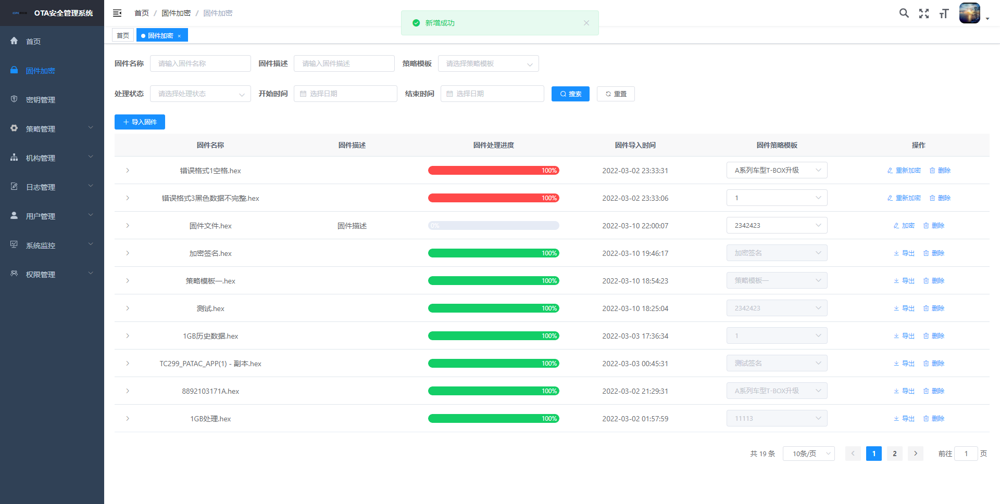 OTA安全管理系统
首页 / 固件加密 / 固件加密
新增成功
首页
固件加密 ×
首页
固件加密
密钥管理
策略管理
机构管理
日志管理
用户管理
系统监控
权限管理
固件名称 请输入固件名称 固件描述 请输入固件描述 策略模板 请选择策略模板
处理状态 请选择处理状态 开始时间 选择日期 结束时间 选择日期 搜索 重置
导入固件
固件名称 固件描述 固件处理进度 固件导入时间 固件策略模板 操作
错误格式1空格.hex 100% 2022-03-02 23:33:31 A系列车型T-BOX升级 重新加密 删除
错误格式3黑色数据不完整.hex 100% 2022-03-02 23:33:06 1 重新加密 删除
固件文件.hex 固件描述 0% 2022-03-10 22:00:07 2342423 加密 删除
加密签名.hex 100% 2022-03-10 19:46:17 加密签名 导出 删除
策略模板一.hex 100% 2022-03-10 18:54:23 策略模板一 导出 删除
测试.hex 100% 2022-03-10 18:25:04 2342423 导出 删除
1GB历史数据.hex 100% 2022-03-03 17:36:34 1 导出 删除
TC299_PATAC_APP(1) - 副本.hex 100% 2022-03-03 00:45:31 测试签名 导出 删除
8892103171A.hex 100% 2022-03-02 21:29:31 A系列车型T-BOX升级 导出 删除
1GB处理.hex 100% 2022-03-02 01:57:59 11113 导出 删除
共 19 条 10条/页 1 2 前往 1 页